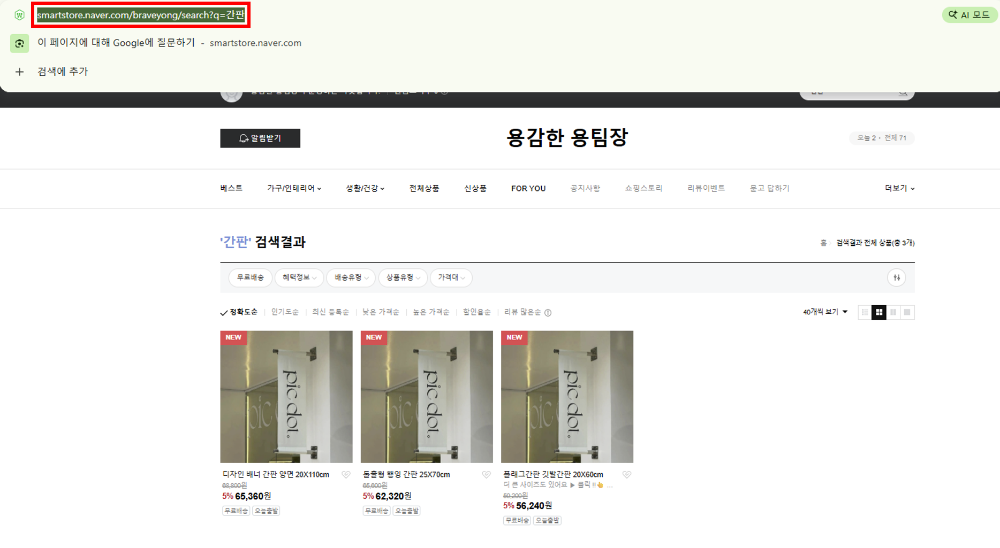 smartstore.naver.com/braveyong/search?q=간판
AI 모드
이 페이지에 대해 Google에 질문하기 - smartstore.naver.com
검색에 추가
알림받기
용감한 용팀장
오늘 2 • 전체 71
베스트 가구/인테리어 생활/건강 전체상품 신상품 FOR YOU 공지사항 쇼핑스토리 리뷰이벤트 묻고 답하기 더보기
'간판' 검색결과
홈 검색결과 전체 상품(총 3개)
무료배송 혜택정보 배송유형 상품유형 가격대
정확도순 인기도순 최신 등록순 낮은 가격순 높은 가격순 할인율순 리뷰 많은순
40개씩 보기
NEW
pic dot.
NEW
pic dot.
NEW
pic dot.
디자인 배너 간판 양면 20X110cm
68,800원
5% 65,360원
무료배송 오늘출발
돌출형 행잉 간판 25X70cm
65,600원
5% 62,320원
무료배송 오늘출발
플래그간판 깃발간판 20X60cm
더 큰 사이즈도 있어요 ▶ 클릭!!👆 ...
59,200원
5% 56,240원
무료배송 오늘출발